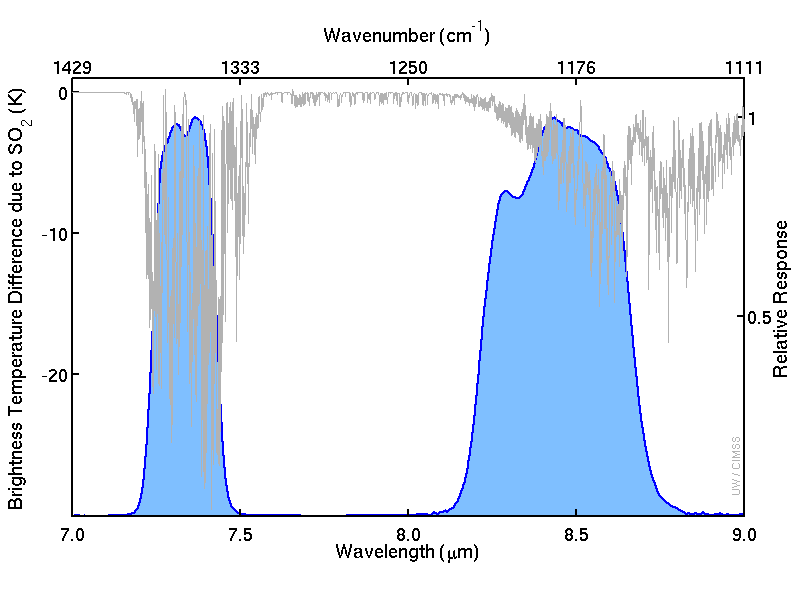 Wavenumber (cm-1)
1429 1333 1250 1176 1111
Brightness Temperature Difference due to SO2 (K)
0
-10
-20
1
0.5
Relative Response
UW / CIMSS
7.0 7.5 8.0 8.5 9.0
Wavelength (μm)